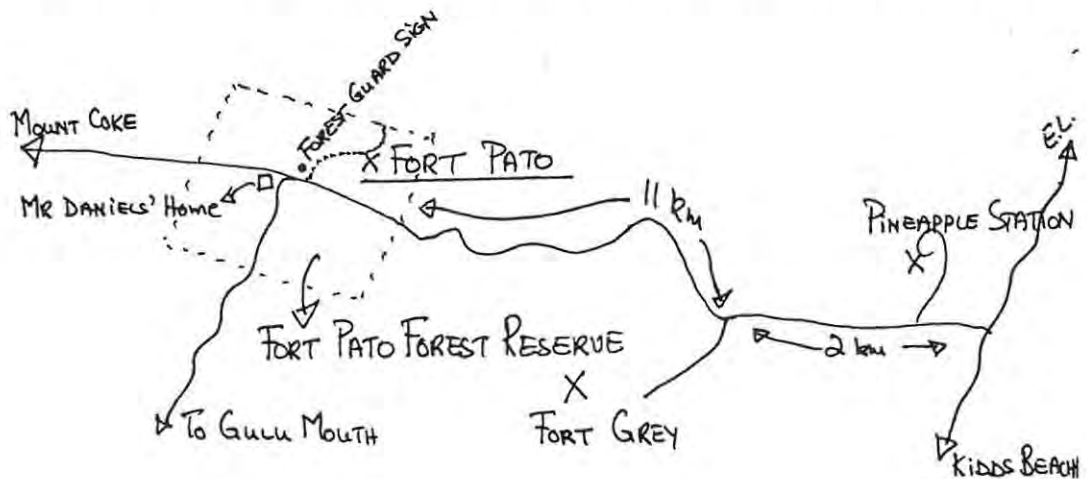 FOREST GUARD SIGN
MOUNT COKE
E.L.
X FORT PATO
MR DANIELS' HOME
11 km
PINEAPPLE STATION
X
FORT PATO FOREST RESERVE
2 km
X
TO GULU MOUTH
FORT GREY
KIDDS BEACH